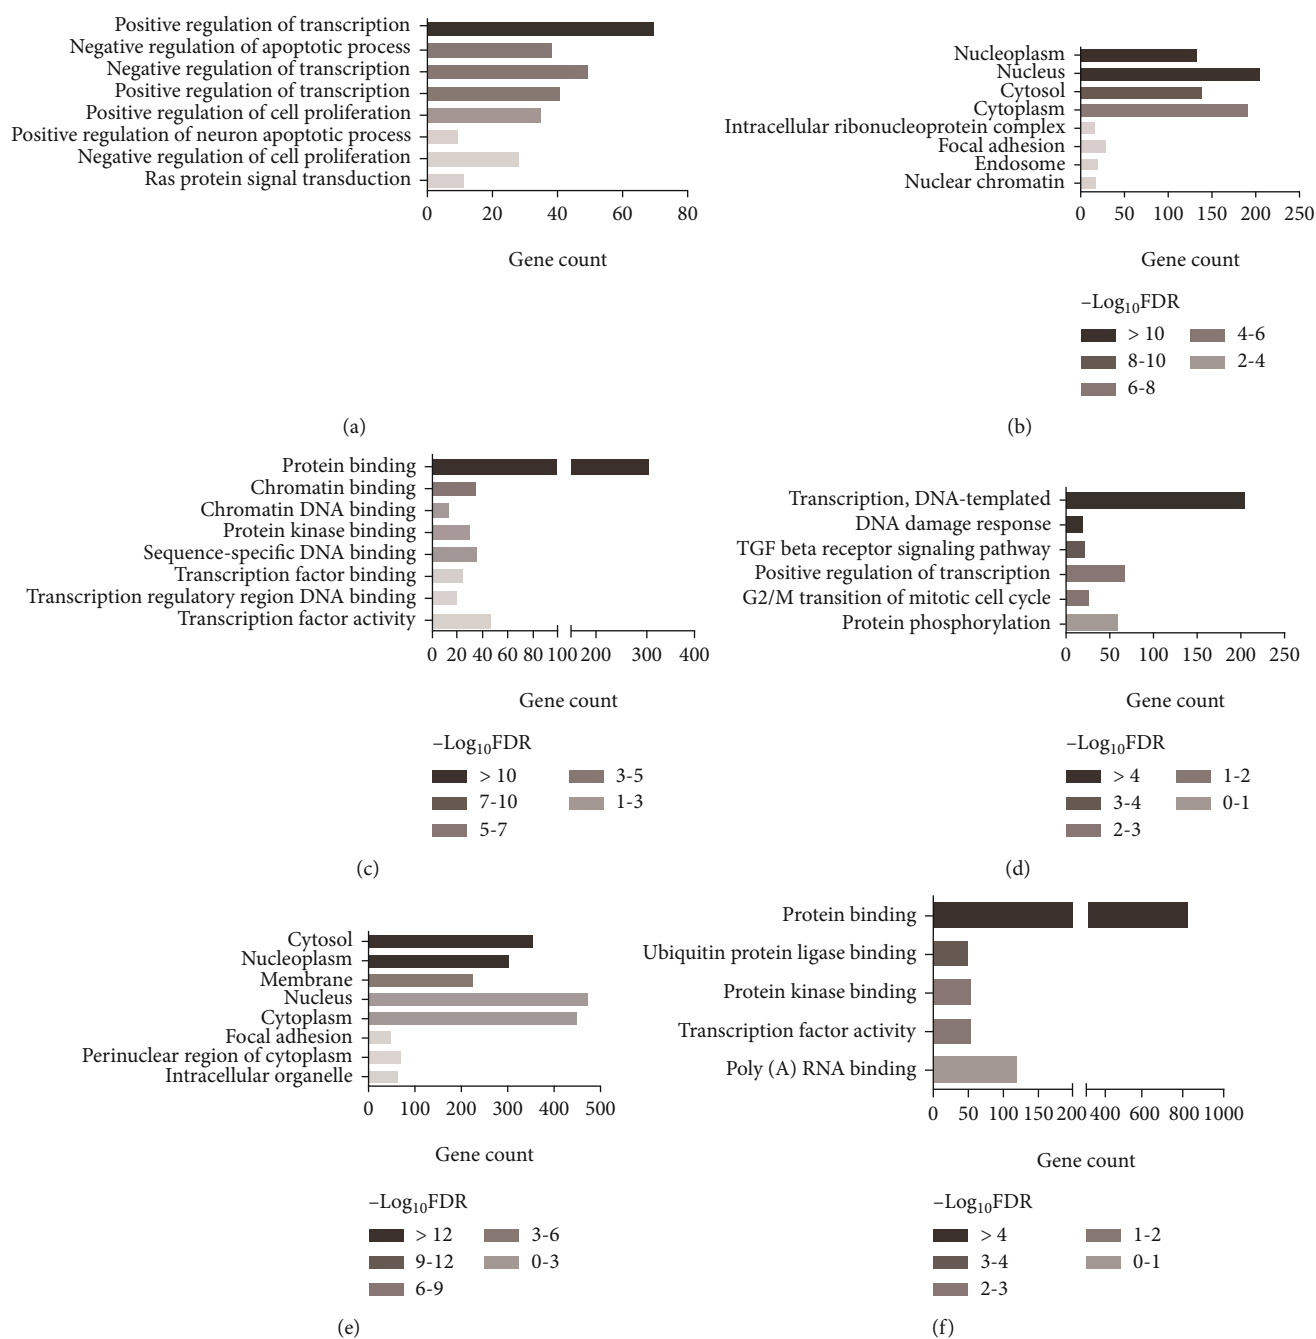 Positive regulation of transcription
Negative regulation of apoptotic process
Negative regulation of transcription
Positive regulation of transcription
Positive regulation of cell proliferation
Positive regulation of neuron apoptotic process
Negative regulation of cell proliferation
Ras protein signal transduction
0 20 40 60 80
Gene count
(a)
Nucleoplasm
Nucleus
Cytosol
Cytoplasm
Intracellular ribonucleoprotein complex
Focal adhesion
Endosome
Nuclear chromatin
0 50 100 150 200 250
Gene count
–Log10FDR
> 10 4-6
8-10 2-4
6-8
(b)
Protein binding
Chromatin binding
Chromatin DNA binding
Protein kinase binding
Sequence-specific DNA binding
Transcription factor binding
Transcription regulatory region DNA binding
Transcription factor activity
0 20 40 60 80 100 200 300 400
Gene count
–Log10FDR
> 10 3-5
7-10 1-3
5-7
(c)
Transcription, DNA-templated
DNA damage response
TGF beta receptor signaling pathway
Positive regulation of transcription
G2/M transition of mitotic cell cycle
Protein phosphorylation
0 50 100 150 200 250
Gene count
–Log10FDR
> 4 1-2
3-4 0-1
2-3
(d)
Cytosol
Nucleoplasm
Membrane
Nucleus
Cytoplasm
Focal adhesion
Perinuclear region of cytoplasm
Intracellular organelle
0 100 200 300 400 500
Gene count
–Log10FDR
> 12 3-6
9-12 0-3
6-9
(e)
Protein binding
Ubiquitin protein ligase binding
Protein kinase binding
Transcription factor activity
Poly (A) RNA binding
0 50 100 150 200 400 600 800 1000
Gene count
–Log10FDR
> 4 1-2
3-4 0-1
2-3
(f)